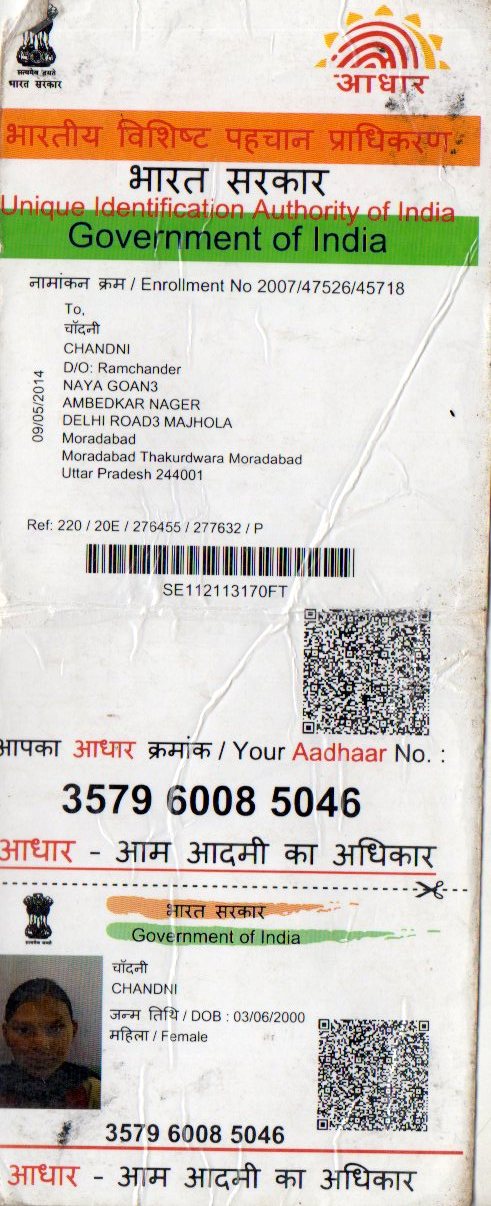 सत्यमेव जयते
भारत सरकार
आधार
भारतीय विशिष्ट पहचान प्राधिकरण
भारत सरकार
Unique Identification Authority of India
Government of India
नामांकन क्रम / Enrollment No 2007/47526/45718
To,
चाँदनी
CHANDNI
D/O: Ramchander
NAYA GOAN3
AMBEDKAR NAGER
DELHI ROAD3 MAJHOLA
Moradabad
Moradabad Thakurdwara Moradabad
Uttar Pradesh 244001
09/05/2014
Ref: 220 / 20E / 276455 / 277632 / P
SE112113170FT
आपका आधार क्रमांक / Your Aadhaar No. :
3579 6008 5046
आधार - आम आदमी का अधिकार
भारत सरकार
Government of India
चाँदनी
CHANDNI
जन्म तिथि / DOB : 03/06/2000
महिला / Female
3579 6008 5046
आधार - आम आदमी का अधिकार